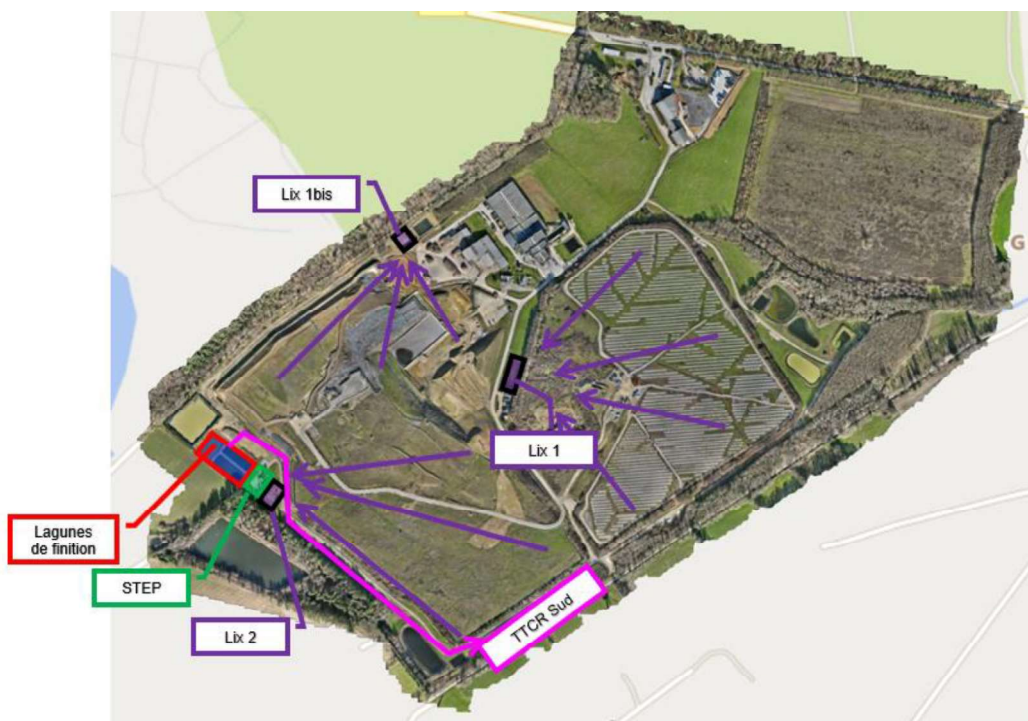 Lix 1bis
G
Lix 1
Lagunes
de finition
STEP
Lix 2
TTCR Sud